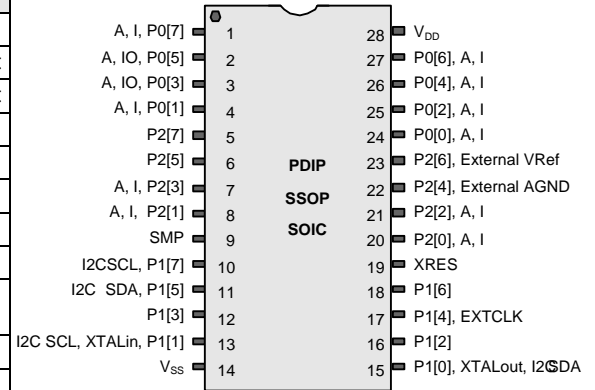 A, I, P0[7] 1 28 VDD
A, IO, P0[5] 2 27 P0[6], A, I
A, IO, P0[3] 3 26 P0[4], A, I
A, I, P0[1] 4 25 P0[2], A, I
P2[7] 5 24 P0[0], A, I
P2[5] 6 PDIP 23 P2[6], External VRef
A, I, P2[3] 7 SSOP 22 P2[4], External AGND
A, I, P2[1] 8 SOIC 21 P2[2], A, I
SMP 9 20 P2[0], A, I
I2CSCL, P1[7] 10 19 XRES
I2C SDA, P1[5] 11 18 P1[6]
P1[3] 12 17 P1[4], EXTCLK
I2C SCL, XTALin, P1[1] 13 16 P1[2]
VSS 14 15 P1[0], XTALout, I2CSDA